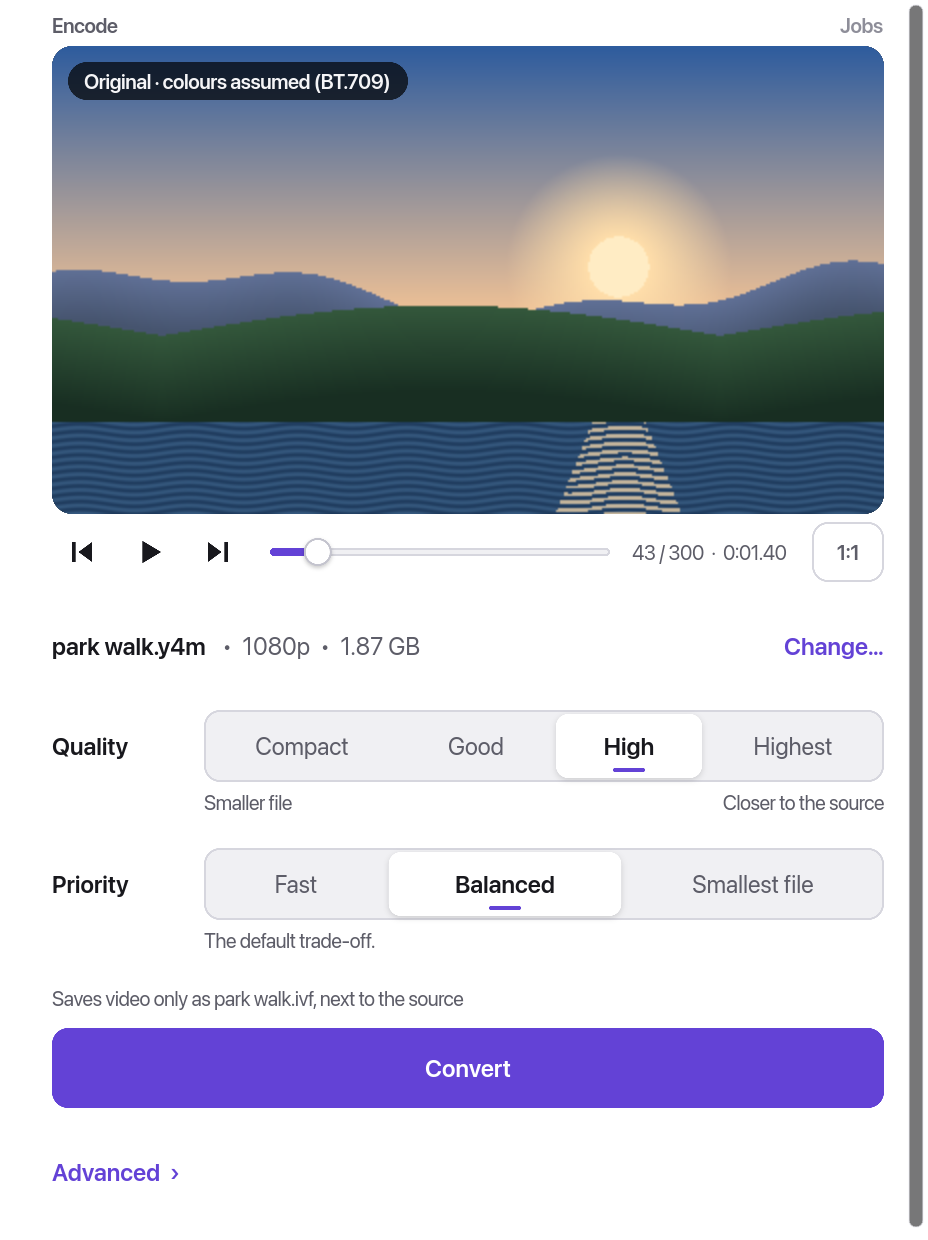 Encode
Jobs
Original · colours assumed (BT.709)
43 / 300 · 0:01.40
1:1
park walk.y4m • 1080p • 1.87 GB
Change...
Quality
Compact
Good
High
Highest
Smaller file
Closer to the source
Priority
Fast
Balanced
Smallest file
The default trade-off.
Saves video only as park walk.ivf, next to the source
Convert
Advanced ›